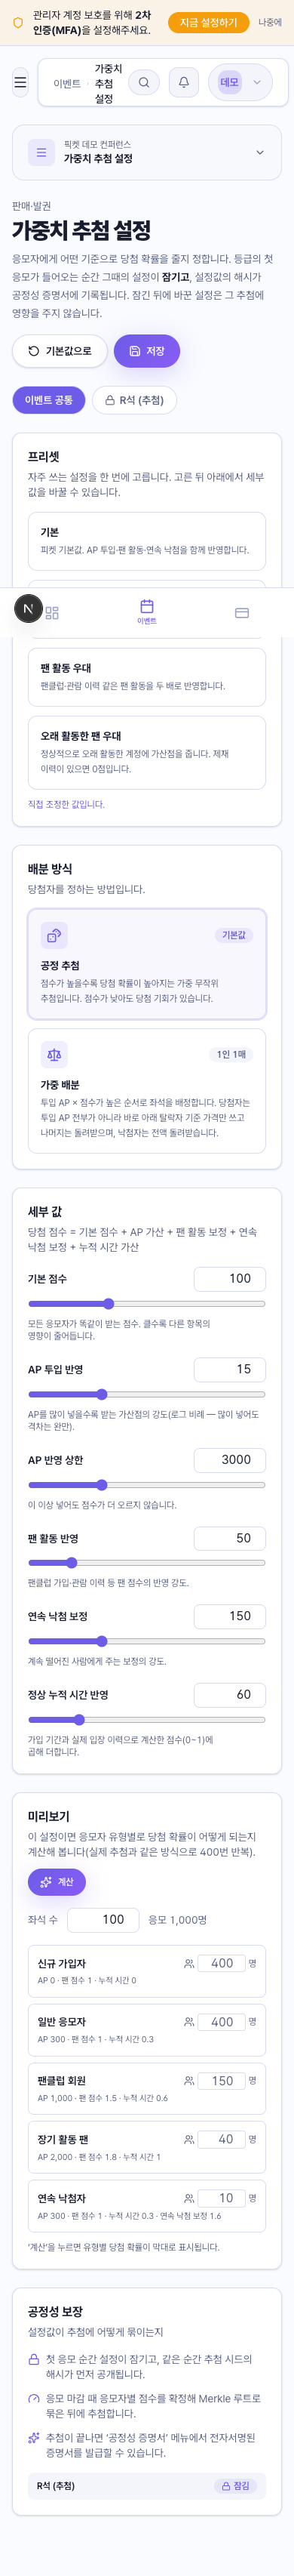 관리자 계정 보호를 위해 2차
인증(MFA)을 설정해주세요.
지금 설정하기
나중에
이벤트 · 가중치 추첨 설정
데모
픽켓 데모 컨퍼런스
가중치 추첨 설정
판매·발권
가중치 추첨 설정
응모자에게 어떤 기준으로 당첨 확률을 줄지 정합니다. 등급의 첫
응모가 들어오는 순간 그때의 설정이 잠기고, 설정값의 해시가
공정성 증명서에 기록됩니다. 잠긴 뒤에 바꾼 설정은 그 추첨에
영향을 주지 않습니다.
기본값으로
저장
이벤트 공통
R석 (추첨)
프리셋
자주 쓰는 설정을 한 번에 고릅니다. 고른 뒤 아래에서 세부
값을 바꿀 수 있습니다.
기본
피켓 기본값. AP 투입·팬 활동·연속 낙첨을 함께 반영합니다.
N
이벤트
팬 활동 우대
팬클럽·관람 이력 같은 팬 활동을 두 배로 반영합니다.
오래 활동한 팬 우대
정상적으로 오래 활동한 계정에 가산점을 줍니다. 제재
이력이 있으면 0점입니다.
직접 조정한 값입니다.
배분 방식
당첨자를 정하는 방법입니다.
기본값
공정 추첨
점수가 높을수록 당첨 확률이 높아지는 가중 무작위
추첨입니다. 점수가 낮아도 당첨 기회가 있습니다.
1인 1매
가중 배분
투입 AP × 점수가 높은 순서로 좌석을 배정합니다. 당첨자는
투입 AP 전부가 아니라 바로 아래 탈락자 기준 가격만 쓰고
나머지는 돌려받으며, 낙첨자는 전액 돌려받습니다.
세부 값
당첨 점수 = 기본 점수 + AP 가산 + 팬 활동 보정 + 연속
낙첨 보정 + 누적 시간 가산
기본 점수
100
모든 응모자가 똑같이 받는 점수. 클수록 다른 항목의
영향이 줄어듭니다.
AP 투입 반영
15
AP를 많이 넣을수록 받는 가산점의 강도(로그 비례 — 많이 넣어도
격차는 완만).
AP 반영 상한
3000
이 이상 넣어도 점수가 더 오르지 않습니다.
팬 활동 반영
50
팬클럽 가입·관람 이력 등 팬 점수의 반영 강도.
연속 낙첨 보정
150
계속 떨어진 사람에게 주는 보정의 강도.
정상 누적 시간 반영
60
가입 기간과 실제 입장 이력으로 계산한 점수(0~1)에
곱해 더합니다.
미리보기
이 설정이면 응모자 유형별로 당첨 확률이 어떻게 되는지
계산해 봅니다(실제 추첨과 같은 방식으로 400번 반복).
계산
좌석 수
100
응모 1,000명
신규 가입자
400 명
AP 0 · 팬 점수 1 · 누적 시간 0
일반 응모자
400 명
AP 300 · 팬 점수 1 · 누적 시간 0.3
팬클럽 회원
150 명
AP 1,000 · 팬 점수 1.5 · 누적 시간 0.6
장기 활동 팬
40 명
AP 2,000 · 팬 점수 1.8 · 누적 시간 1
연속 낙첨자
10 명
AP 300 · 팬 점수 1 · 누적 시간 0.3 · 연속 낙첨 보정 1.6
'계산'을 누르면 유형별 당첨 확률이 막대로 표시됩니다.
공정성 보장
설정값이 추첨에 어떻게 묶이는지
첫 응모 순간 설정이 잠기고, 같은 순간 추첨 시드의
해시가 먼저 공개됩니다.
응모 마감 때 응모자별 점수를 확정해 Merkle 루트로
묶은 뒤에 추첨합니다.
추첨이 끝나면 '공정성 증명서' 메뉴에서 전자서명된
증명서를 발급할 수 있습니다.
R석 (추첨)
잠김